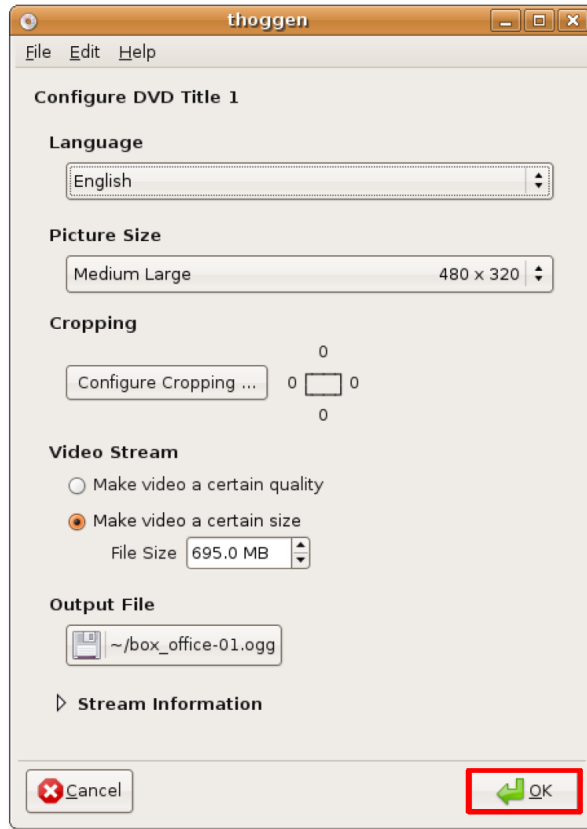 thoggen
File Edit Help
Configure DVD Title 1
Language
English
Picture Size
Medium Large 480 x 320
Cropping
0
Configure Cropping ... 0 0
0
Video Stream
Make video a certain quality
Make video a certain size
File Size 695.0 MB
Output File
~/box_office-01.ogg
Stream Information
Cancel OK